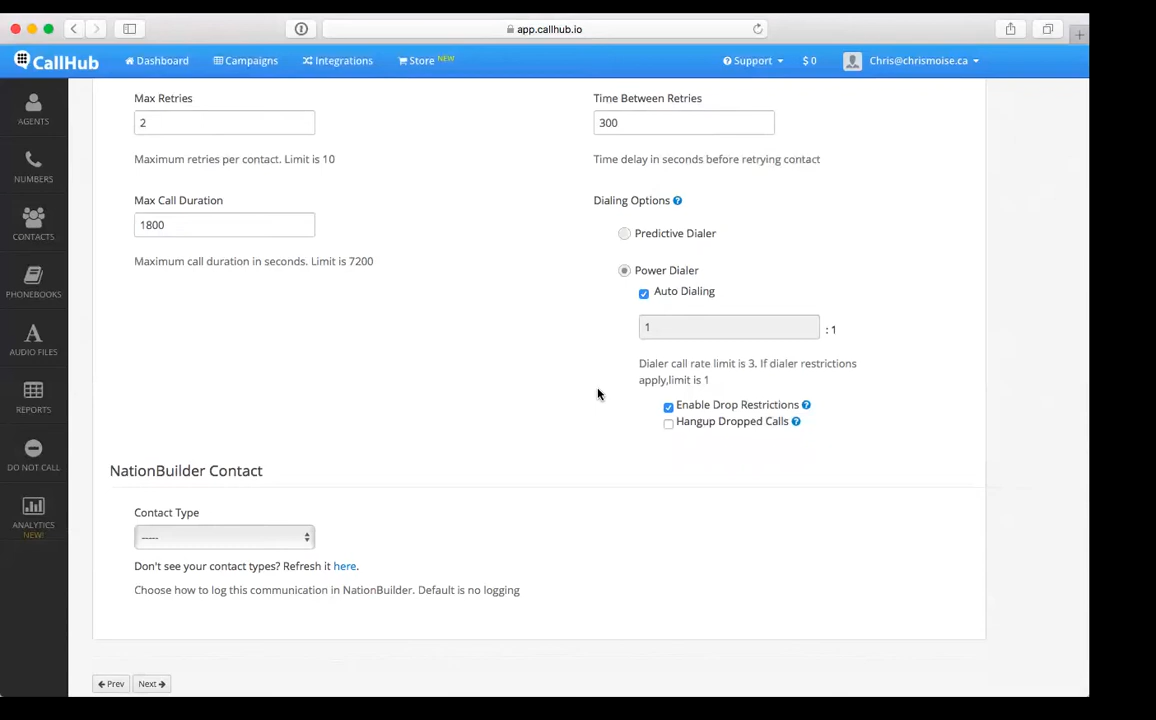 app.callhub.io
CallHub
Dashboard
Campaigns
Integrations
Store NEW
Support
$ 0
Chris@chrismoise.ca
AGENTS
NUMBERS
CONTACTS
PHONEBOOKS
AUDIO FILES
REPORTS
DO NOT CALL
ANALYTICS
NEW!
Max Retries
2
Maximum retries per contact. Limit is 10
Time Between Retries
300
Time delay in seconds before retrying contact
Max Call Duration
1800
Maximum call duration in seconds. Limit is 7200
Dialing Options
Predictive Dialer
Power Dialer
Auto Dialing
1 : 1
Dialer call rate limit is 3. If dialer restrictions
apply,limit is 1
Enable Drop Restrictions
Hangup Dropped Calls
NationBuilder Contact
Contact Type
-----
Don't see your contact types? Refresh it here.
Choose how to log this communication in NationBuilder. Default is no logging
Prev
Next